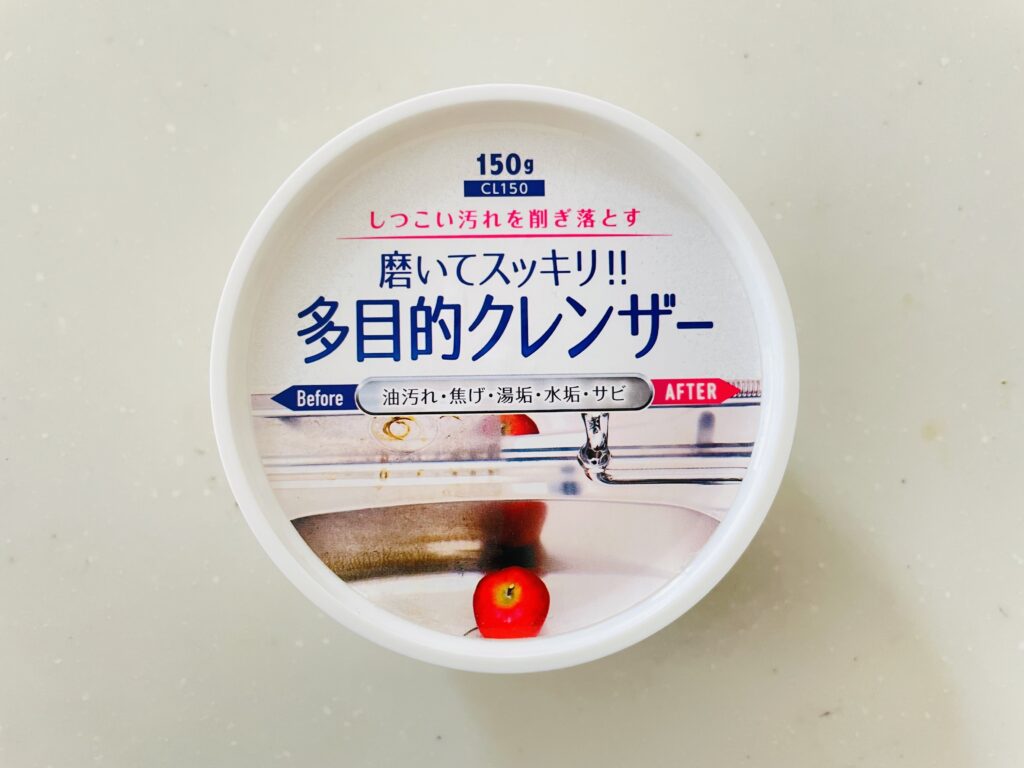 150g
CL150
しつこい汚れを削ぎ落とす
磨いてスッキリ!!
多目的クレンザー
Before 油汚れ・焦げ・湯垢・水垢・サビ AFTER